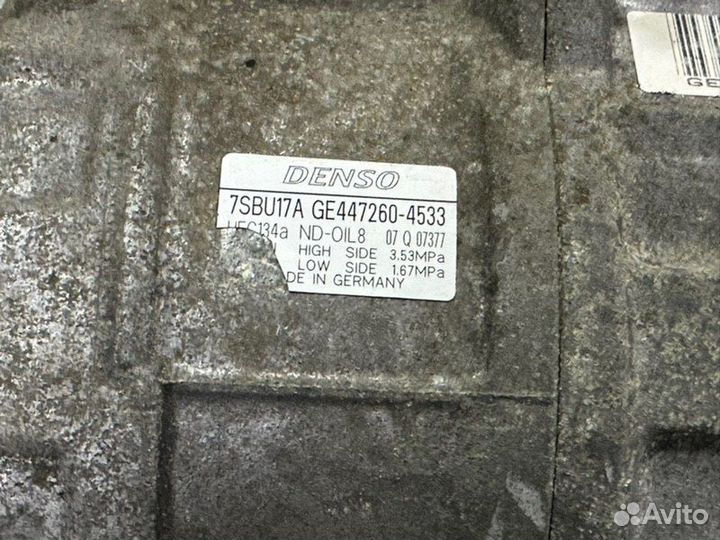 DENSO
7SBU17A GE447260-4533
HFC134a ND-OIL8 07 Q 07377
HIGH SIDE 3.53MPa
LOW SIDE 1.67MPa
DE IN GERMANY
GE
Avito